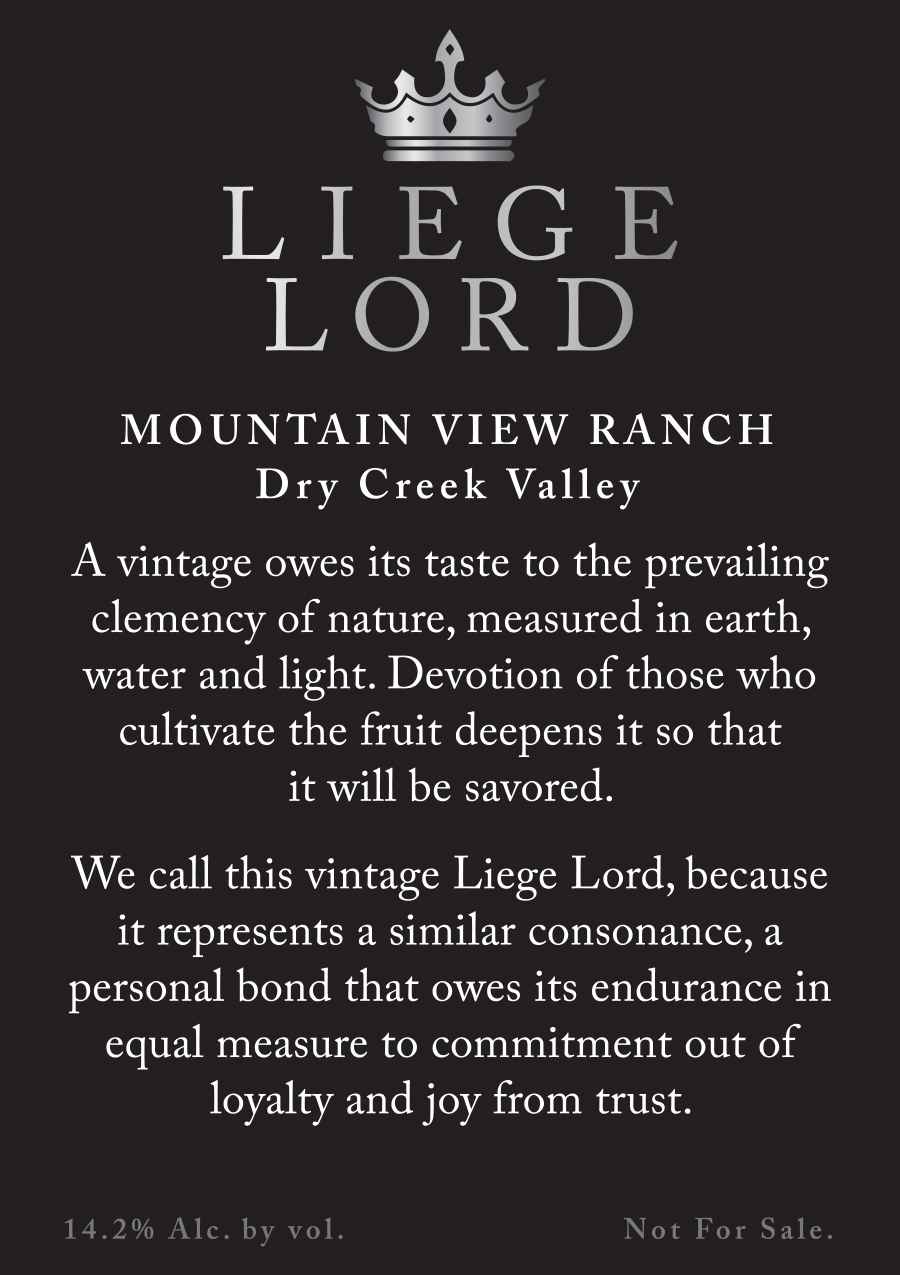 LIEGE
LORD
MOUNTAIN VIEW RANCH
Dry Creek Valley
A vintage owes its taste to the prevailing
clemency of nature, measured in earth,
water and light. Devotion of those who
cultivate the fruit deepens it so that
it will be savored.
We call this vintage Liege Lord, because
it represents a similar consonance, a
personal bond that owes its endurance in
equal measure to commitment out of
loyalty and joy from trust.
14.2% Alc. by vol. Not For Sale.